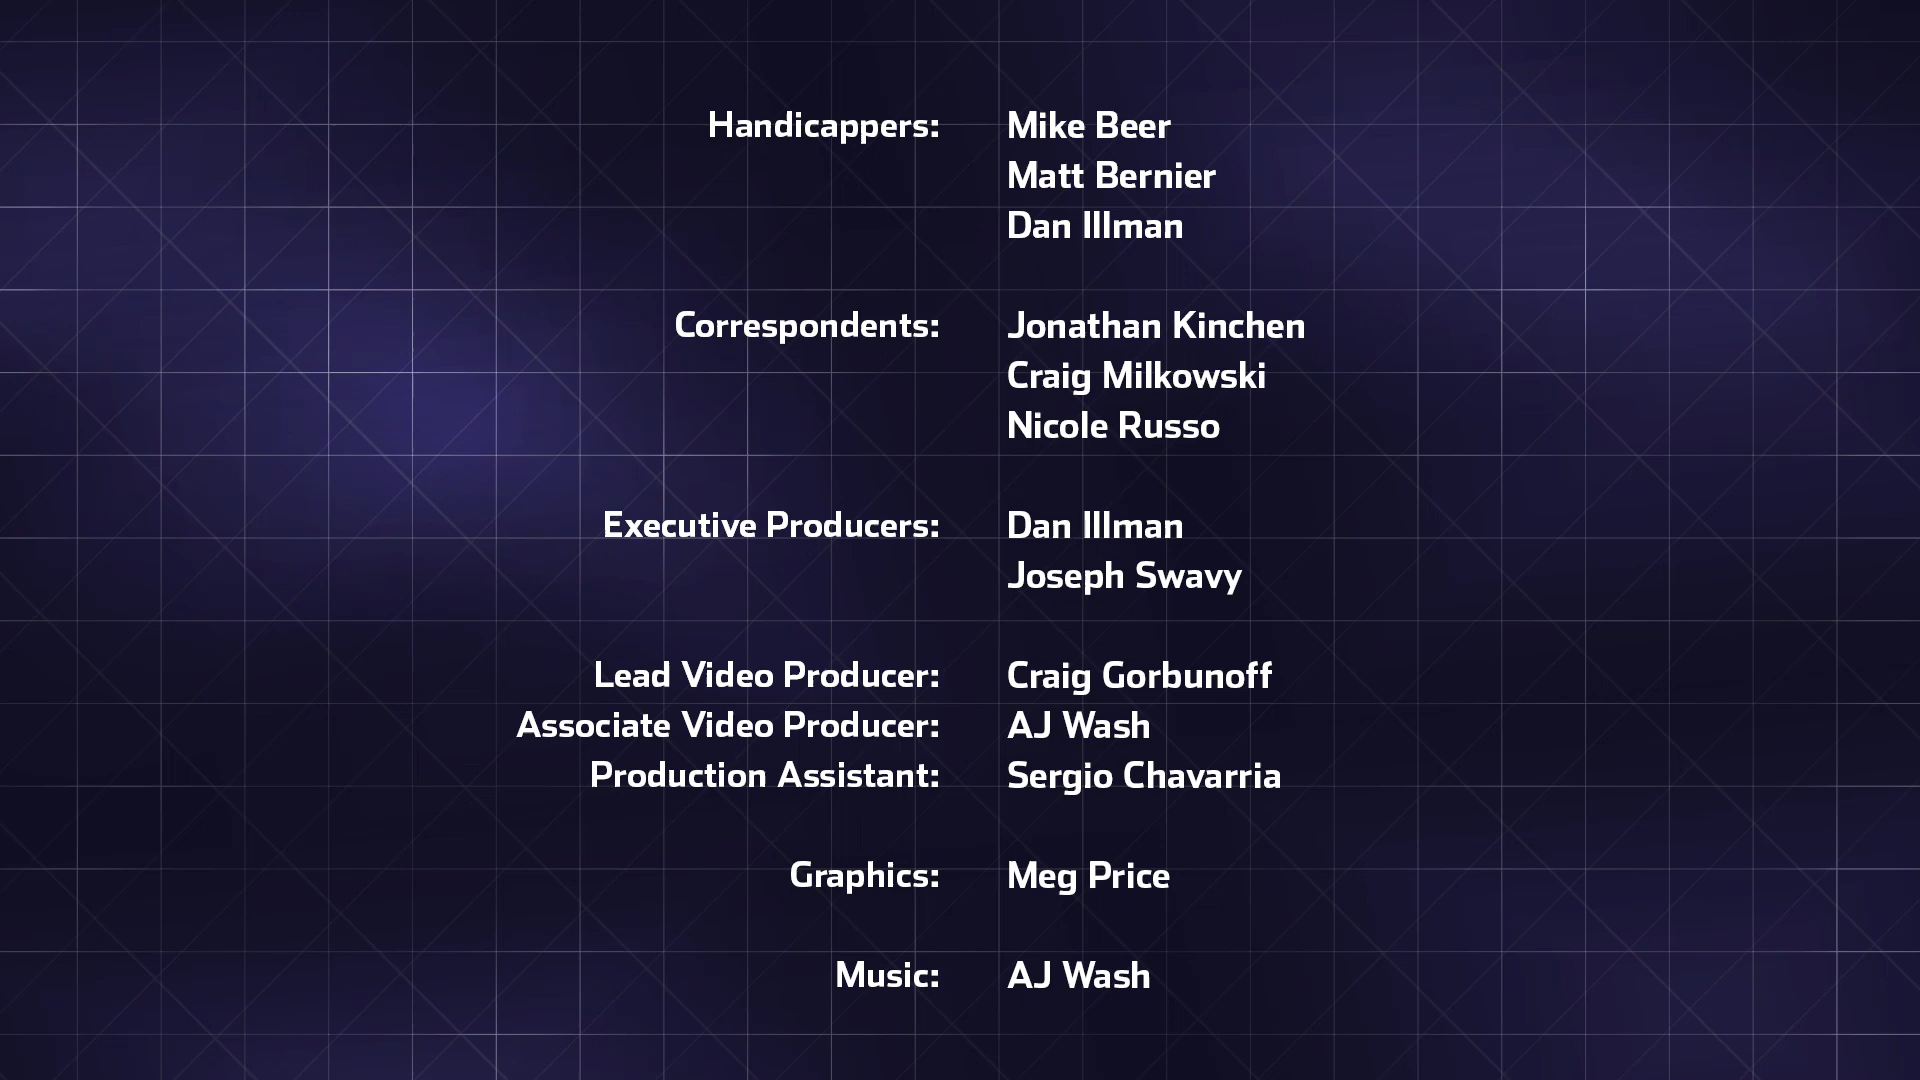 Handicappers: Mike Beer
Matt Bernier
Dan Illman
Correspondents: Jonathan Kinchen
Craig Milkowski
Nicole Russo
Executive Producers: Dan Illman
Joseph Swavy
Lead Video Producer: Craig Gorbunoff
Associate Video Producer: AJ Wash
Production Assistant: Sergio Chavarria
Graphics: Meg Price
Music: AJ Wash